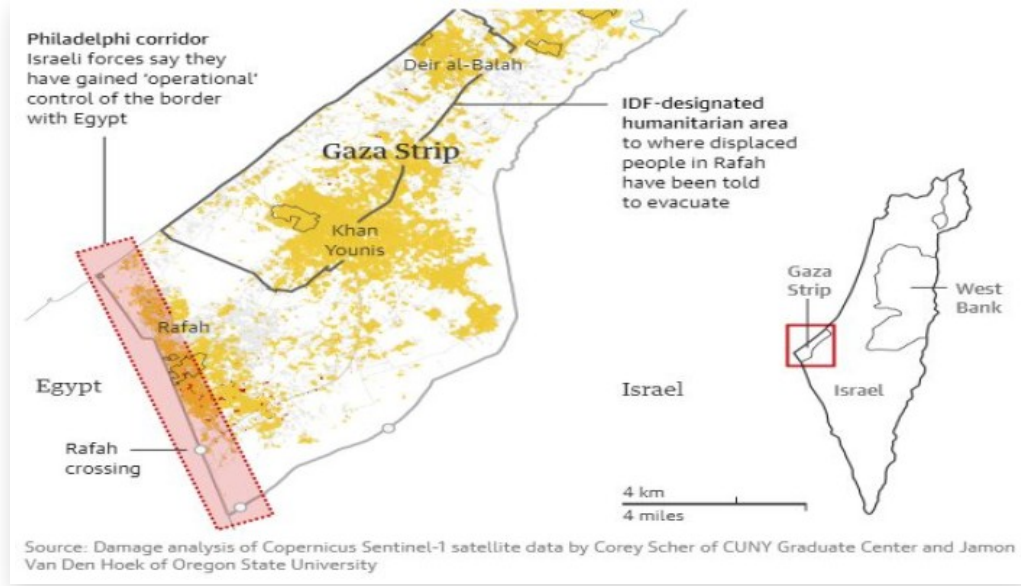 Philadelphi corridor
Israeli forces say they
have gained ‘operational’
control of the border
with Egypt
Deir al-Balah
IDF-designated
humanitarian area
to where displaced
people in Rafah
have been told
to evacuate
Gaza Strip
Khan
Younis
Rafah
Egypt
Rafah
crossing
Gaza
Strip
West
Bank
Israel
Israel
4 km
4 miles
Source: Damage analysis of Copernicus Sentinel-1 satellite data by Corey Scher of CUNY Graduate Center and Jamon
Van Den Hoek of Oregon State University